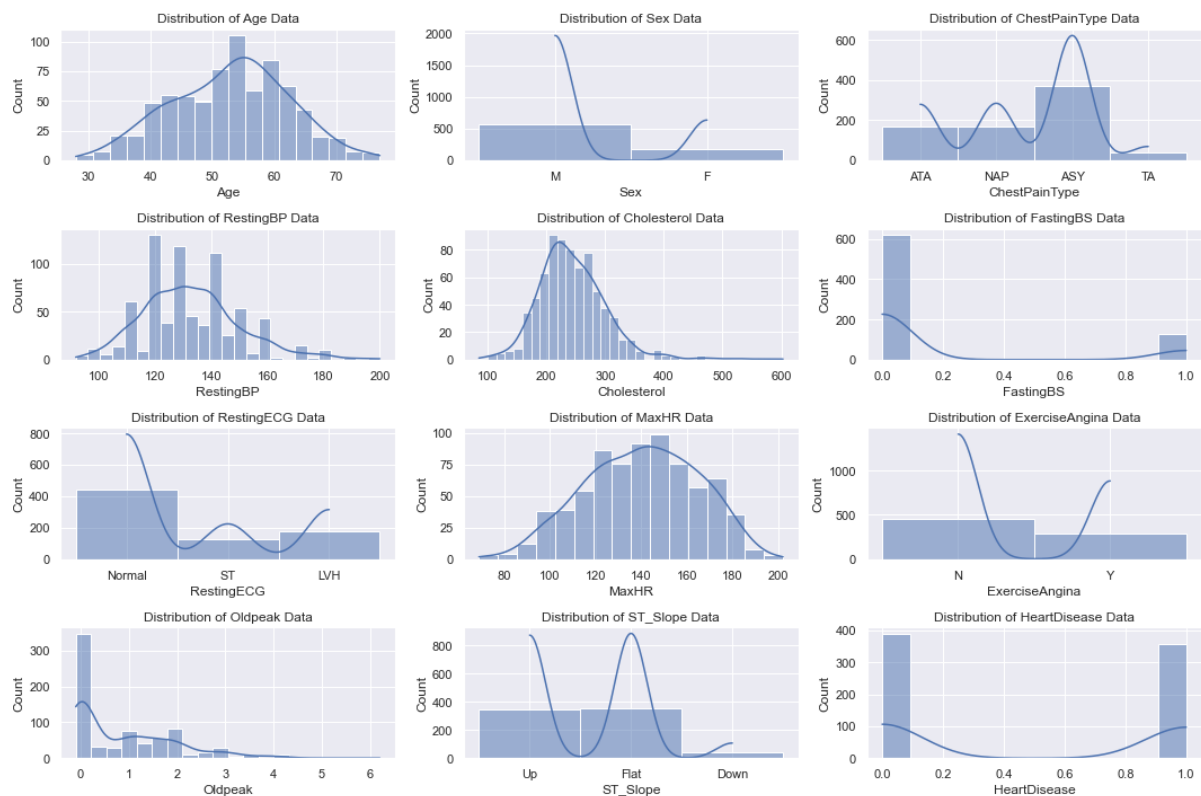 Distribution of Age Data
Count
100
75
50
25
0
30 40 50 60 70
Age
Distribution of Sex Data
Count
2000
1500
1000
500
0
M F
Sex
Distribution of ChestPainType Data
Count
600
400
200
0
ATA NAP ASY TA
ChestPainType
Distribution of RestingBP Data
Count
100
50
0
100 120 140 160 180 200
RestingBP
Distribution of Cholesterol Data
Count
80
60
40
20
0
100 200 300 400 500 600
Cholesterol
Distribution of FastingBS Data
Count
600
400
200
0
0.0 0.2 0.4 0.6 0.8 1.0
FastingBS
Distribution of RestingECG Data
Count
800
600
400
200
0
Normal ST LVH
RestingECG
Distribution of MaxHR Data
Count
100
75
50
25
0
80 100 120 140 160 180 200
MaxHR
Distribution of ExerciseAngina Data
Count
1000
500
0
N Y
ExerciseAngina
Distribution of Oldpeak Data
Count
300
200
100
0
0 1 2 3 4 5 6
Oldpeak
Distribution of ST_Slope Data
Count
800
600
400
200
0
Up Flat Down
ST_Slope
Distribution of HeartDisease Data
Count
400
300
200
100
0
0.0 0.2 0.4 0.6 0.8 1.0
HeartDisease